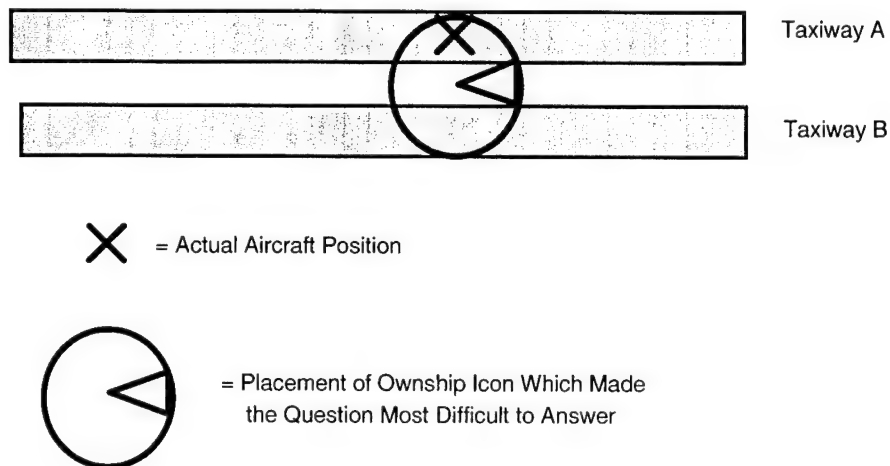 Taxiway A
Taxiway B
= Actual Aircraft Position
= Placement of Ownship Icon Which Made
the Question Most Difficult to Answer